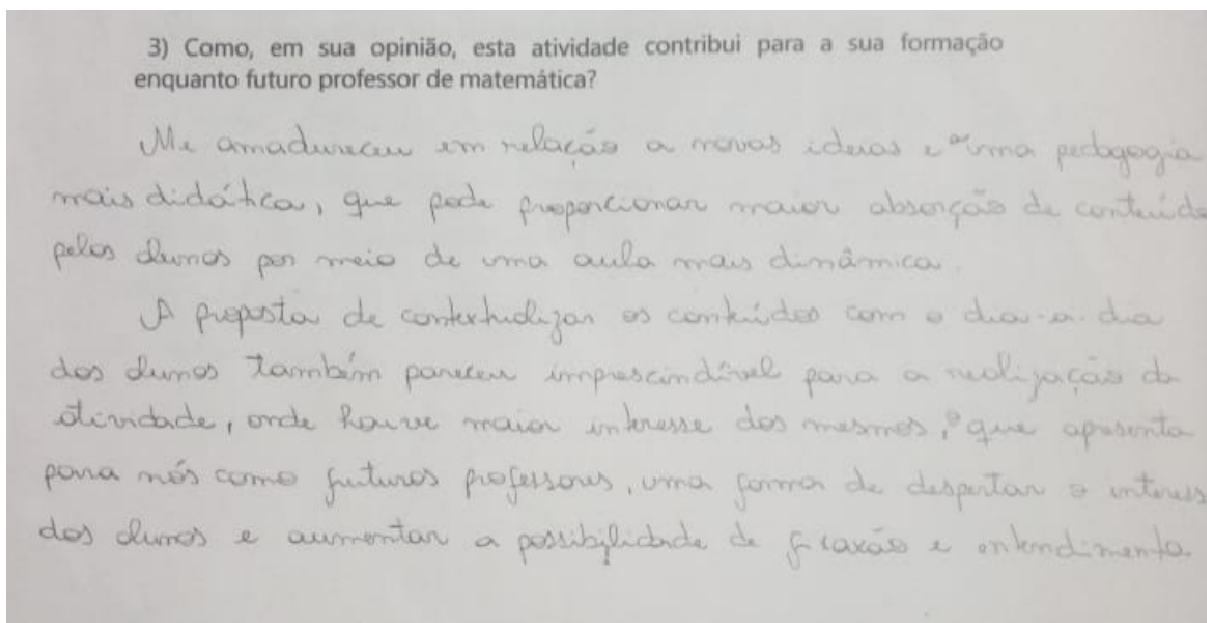 3) Como, em sua opinião, esta atividade contribui para a sua formação
enquanto futuro professor de matemática?
Me amadureceu em relação a novas ideias e a uma pedagogia
mais didática, que pode proporcionar maior absorção de conteúdo
pelos alunos por meio de uma aula mais dinâmica.
A proposta de contextualizar os conteúdos com o dia-a-dia
dos alunos também pareceu imprescindível para a realização da
atividade, onde houve maior interesse dos mesmos, o que apresenta
para nós como futuros professores, uma forma de despertar o interess
dos alunos e aumentar a possibilidade de fixação e entendimento.